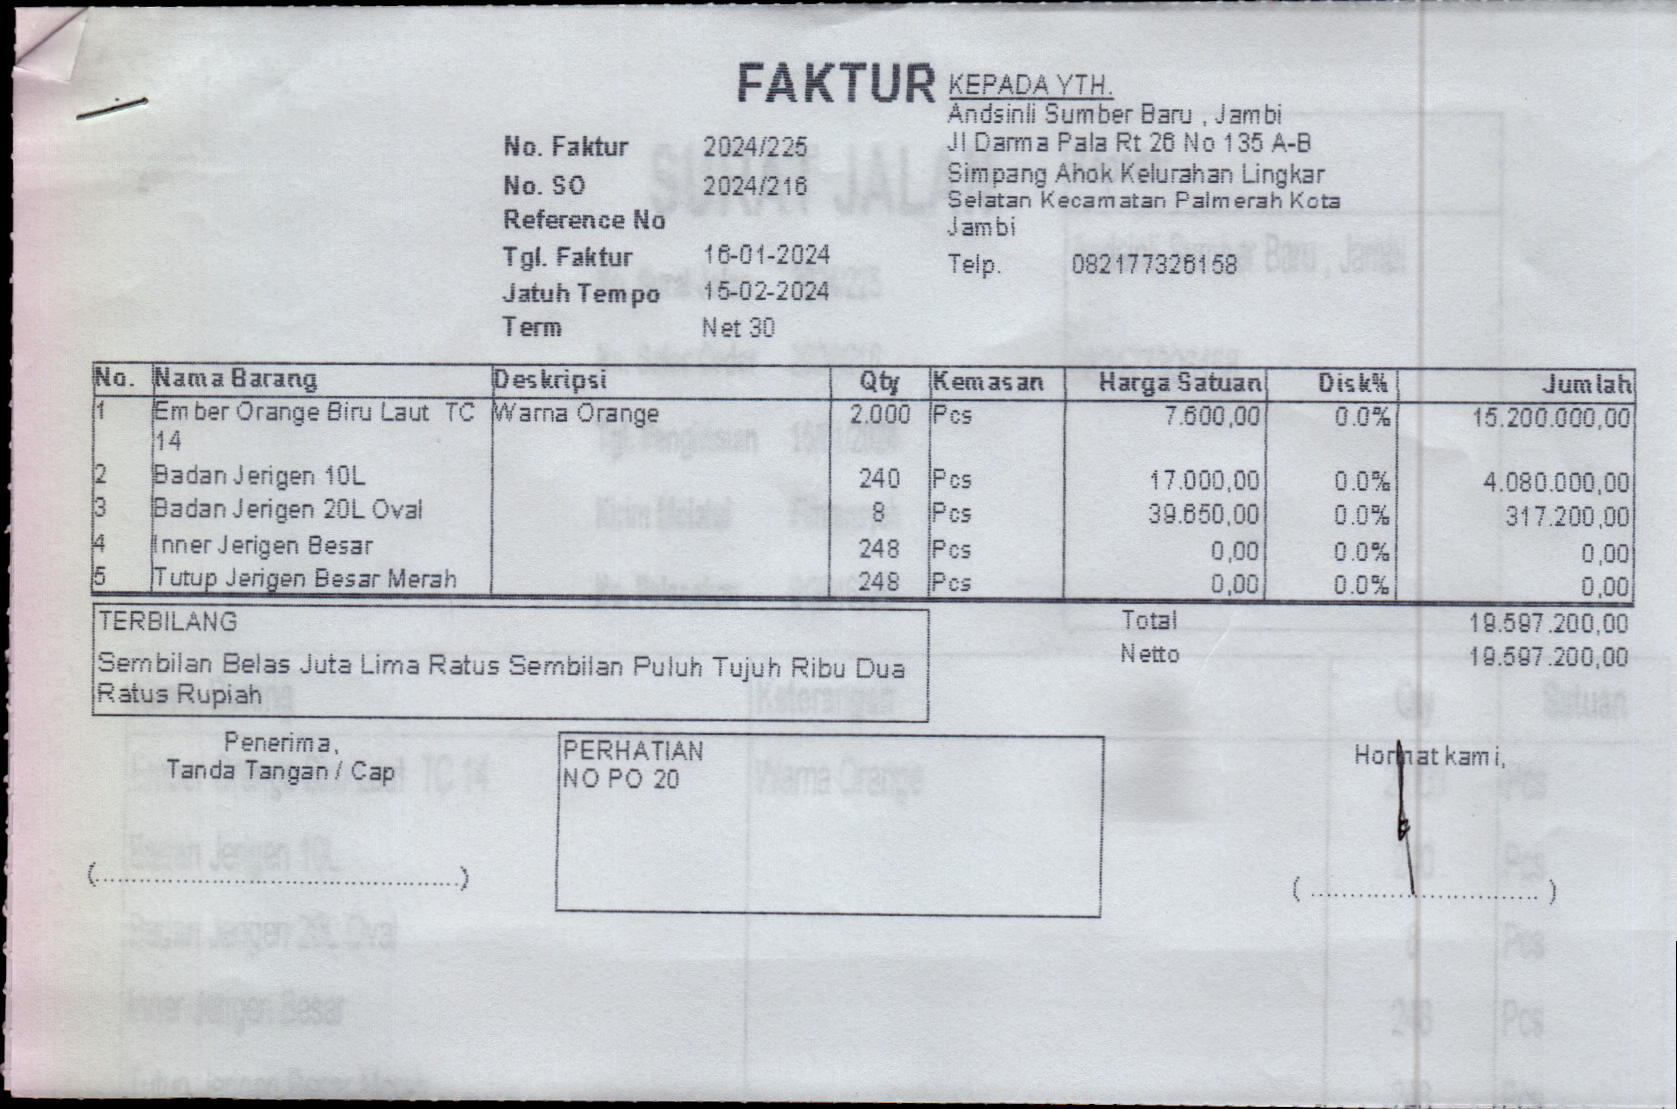 FAKTUR
KEPADA YTH.
Andsinli Sumber Baru , Jambi
Jl Darma Pala Rt 26 No 135 A-B
Simpang Ahok Kelurahan Lingkar
Selatan Kecamatan Palmerah Kota
Jambi
Telp. 082177326158
No. Faktur 2024/225
No. SO 2024/216
Reference No
Tgl. Faktur 16-01-2024
Jatuh Tempo 15-02-2024
Term Net 30
No. Nama Barang Deskripsi Qty Kemasan Harga Satuan Disk% Jumlah
1 Ember Orange Biru Laut TC Warna Orange 2.000 Pcs 7.600,00 0.0% 15.200.000,00
14
2 Badan Jerigen 10L 240 Pcs 17.000,00 0.0% 4.080.000,00
3 Badan Jerigen 20L Oval 8 Pcs 39.650,00 0.0% 317.200,00
4 Inner Jerigen Besar 248 Pcs 0,00 0.0% 0,00
5 Tutup Jerigen Besar Merah 248 Pcs 0,00 0.0% 0,00
TERBILANG
Sembilan Belas Juta Lima Ratus Sembilan Puluh Tujuh Ribu Dua
Ratus Rupiah
Total 19.597.200,00
Netto 19.597.200,00
Penerima,
Tanda Tangan / Cap
(..............................................)
PERHATIAN
NO PO 20
Hormat kami,
(..............................)